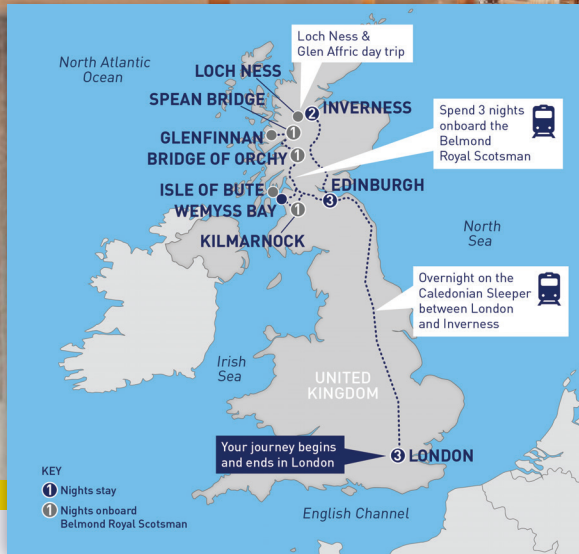 Loch Ness &
Glen Affric day trip
North Atlantic
Ocean
LOCH NESS
SPEAN BRIDGE
2 INVERNESS
1
GLENFINNAN
BRIDGE OF ORCHY 1
Spend 3 nights
onboard the
Belmond
Royal Scotsman
ISLE OF BUTE
EDINBURGH
3
WEMYSS BAY
1
KILMARNOCK
North
Sea
Overnight on the
Caledonian Sleeper
between London
and Inverness
Irish
Sea
UNITED
KINGDOM
Your journey begins
and ends in London
3 LONDON
KEY
1 Nights stay
1 Nights onboard
Belmond Royal Scotsman
English Channel